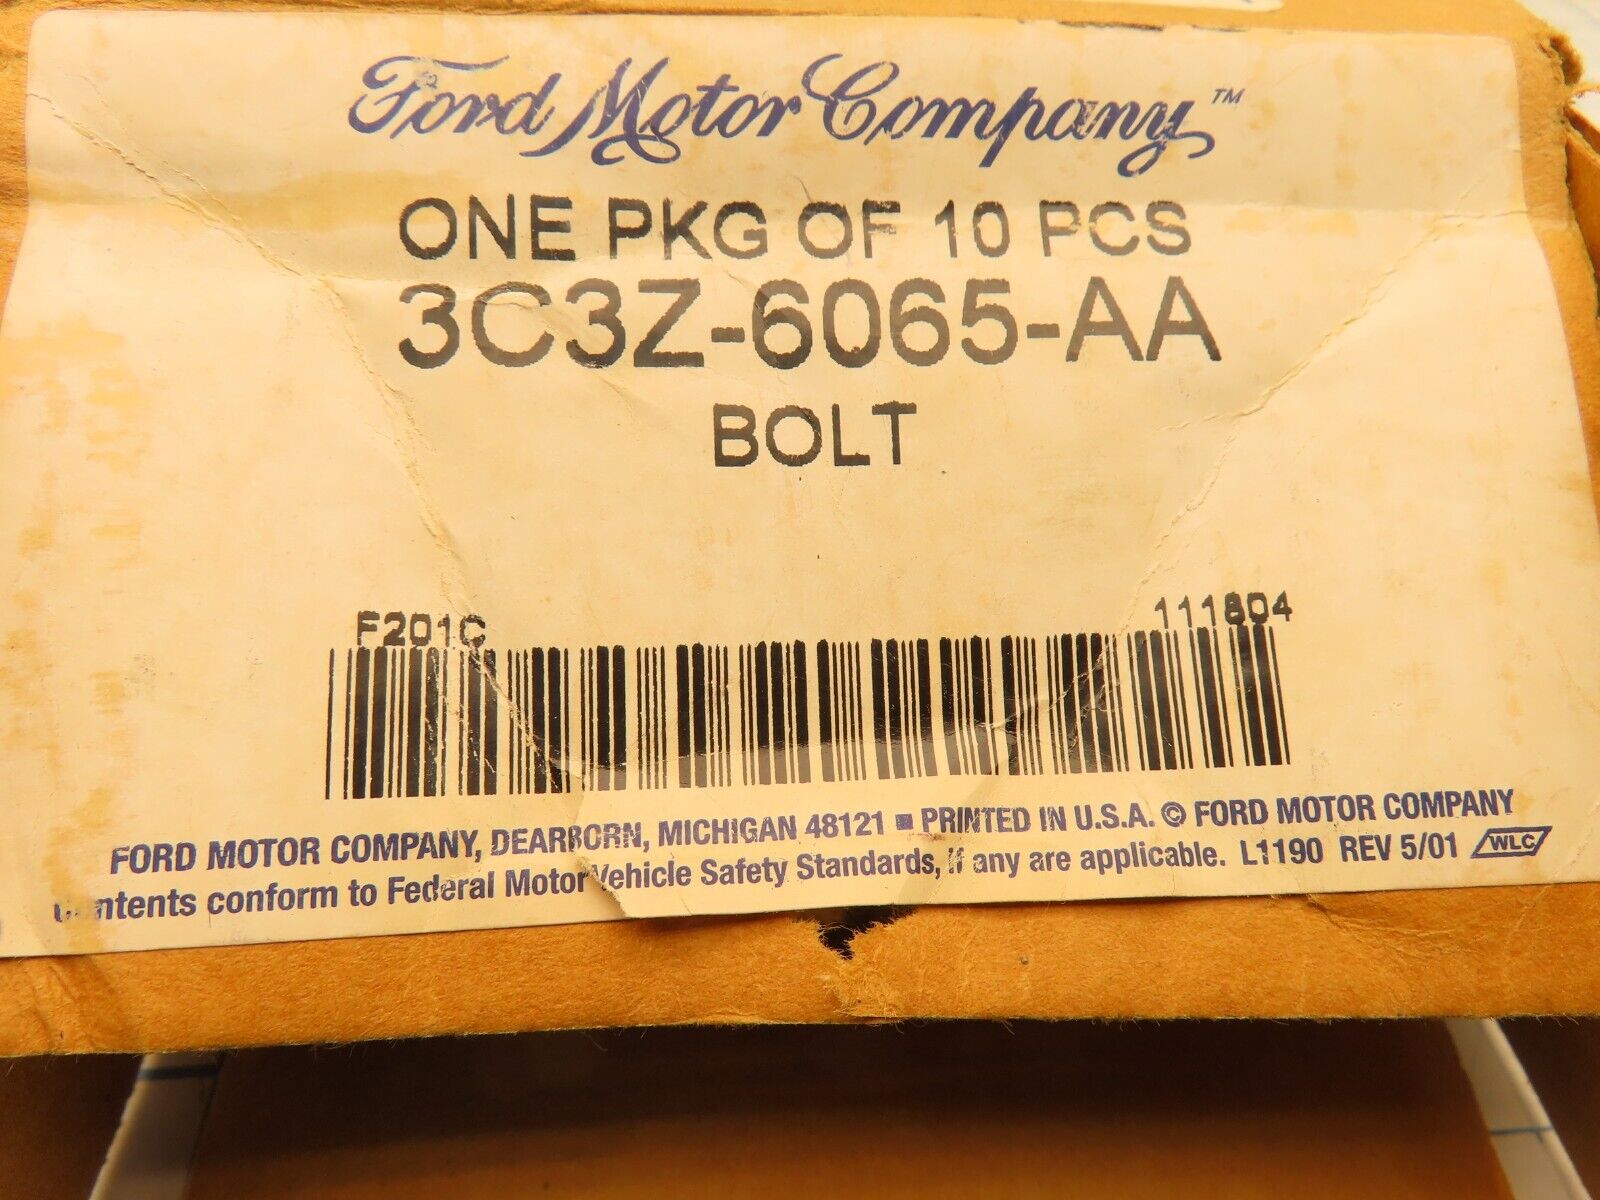 Ford Motor Company™
ONE PKG OF 10 PCS
3C3Z-6065-AA
BOLT
F201C 111804
FORD MOTOR COMPANY, DEARBORN, MICHIGAN 48121 ■ PRINTED IN U.S.A. © FORD MOTOR COMPANY
conform to Federal Motor Vehicle Safety Standards, if any are applicable. L1190 REV 5/01 WLC